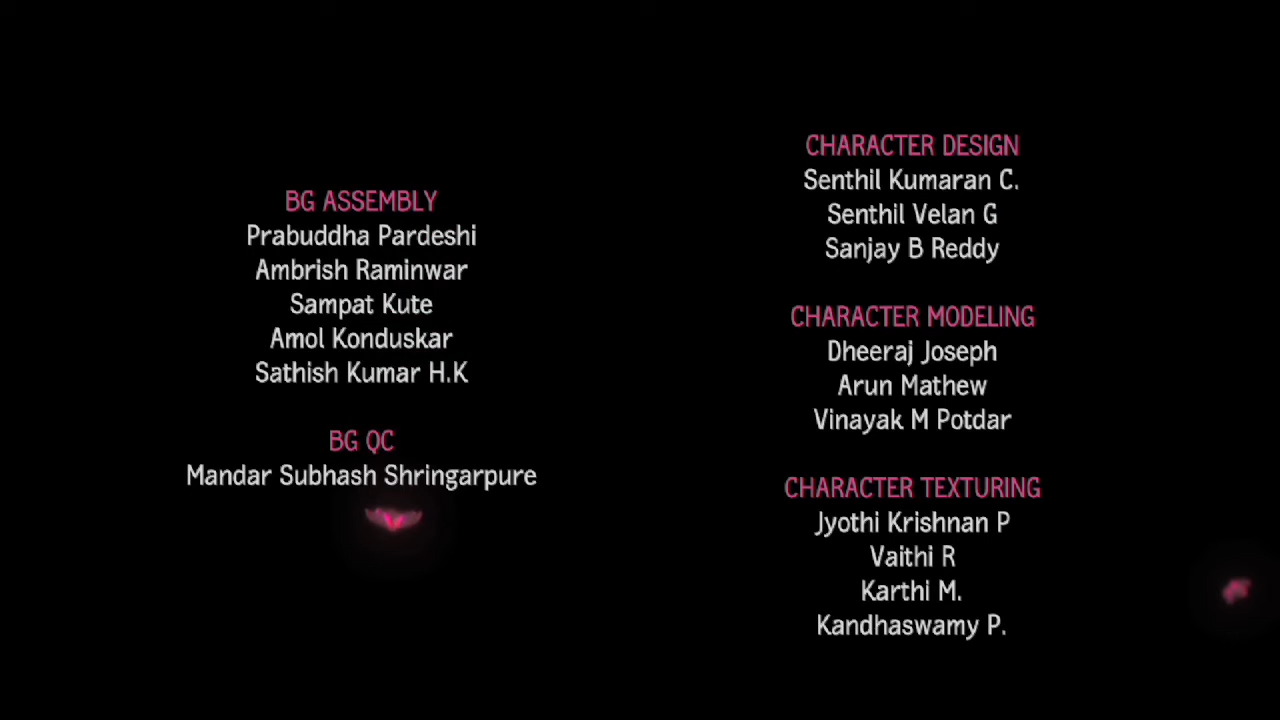 BG ASSEMBLY
Prabuddha Pardeshi
Ambrish Raminwar
Sampat Kute
Amol Konduskar
Sathish Kumar H.K
BG QC
Mandar Subhash Shringarpure
CHARACTER DESIGN
Senthil Kumaran C.
Senthil Velan G
Sanjay B Reddy
CHARACTER MODELING
Dheeraj Joseph
Arun Mathew
Vinayak M Potdar
CHARACTER TEXTURING
Jyothi Krishnan P
Vaithi R
Karthi M.
Kandhaswamy P.